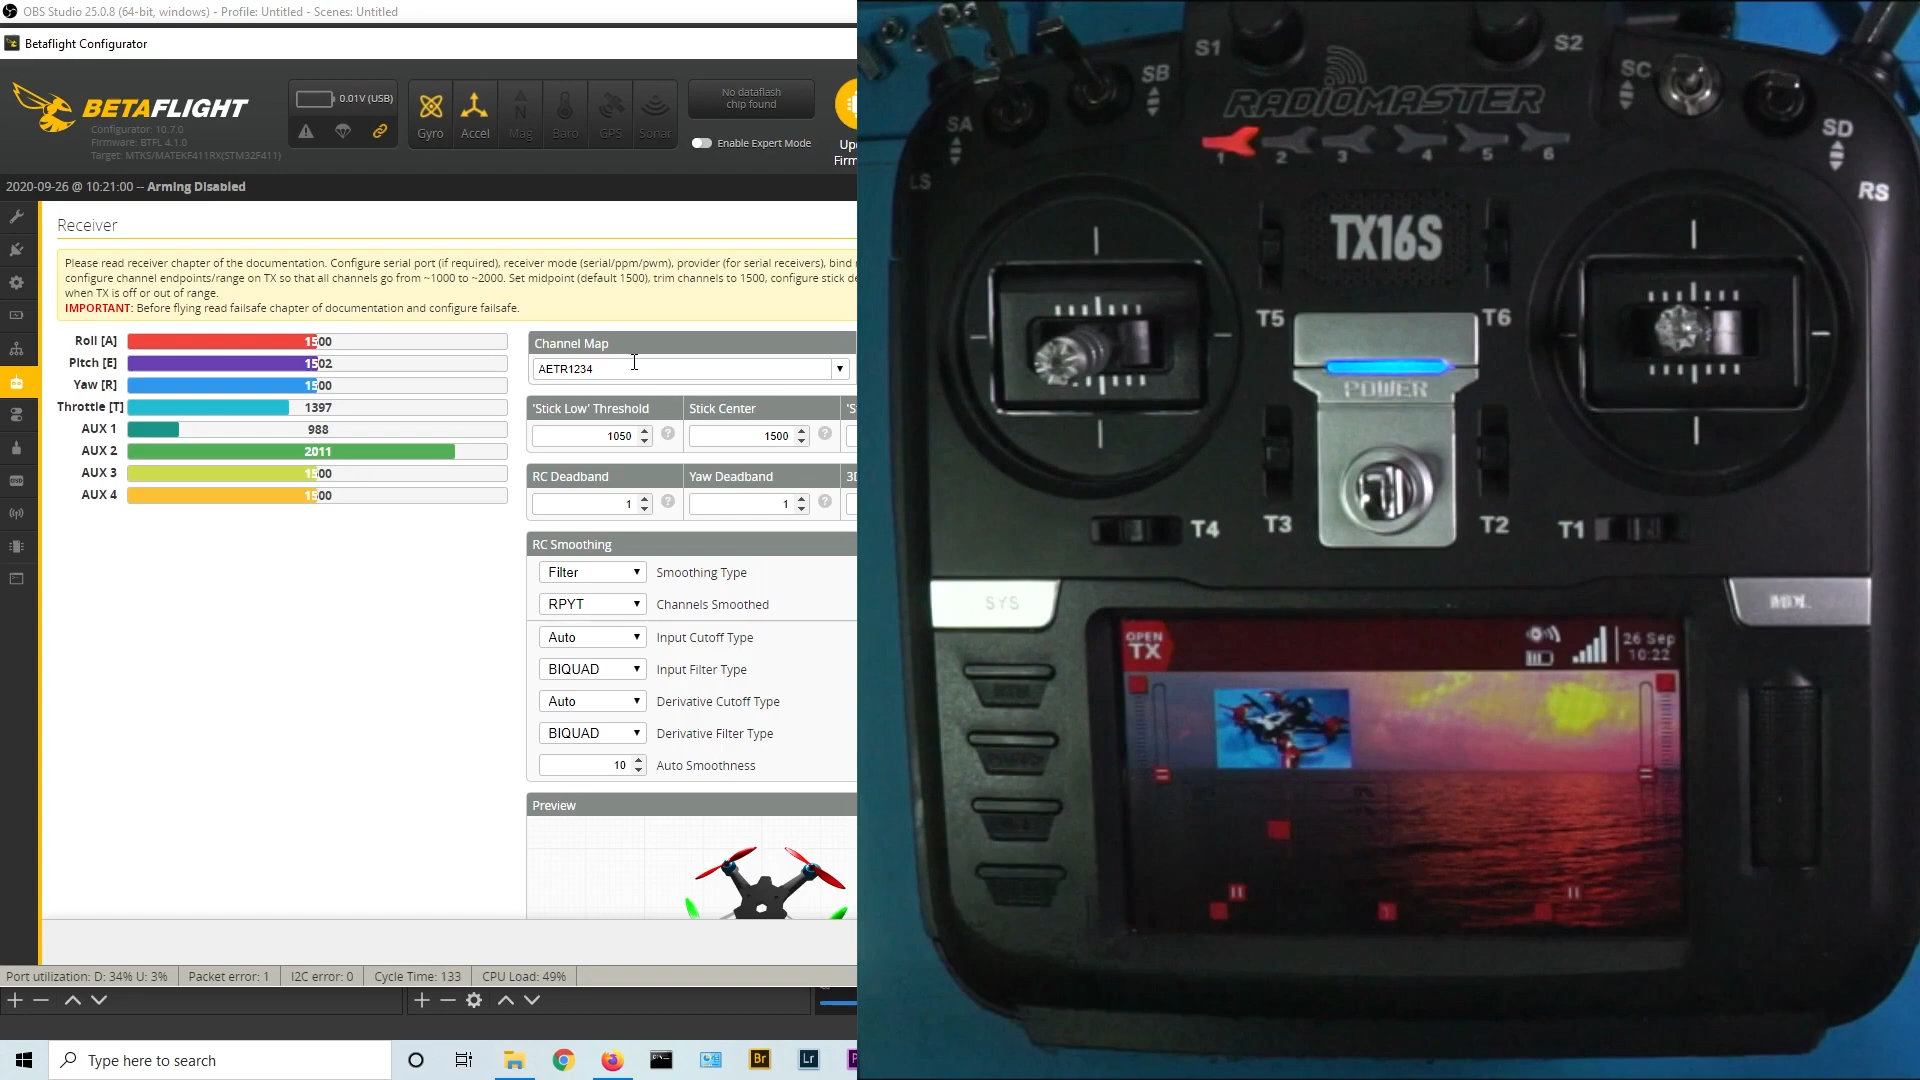 OBS Studio 25.0.8 (64-bit, windows) - Profile: Untitled - Scenes: Untitled
Betaflight Configurator
BETAFLIGHT
Configurator: 10.7.0
Firmware: BTFL 4.1.0
Target: MTKS/MATEKF411RX(STM32F411)
0.01V (USB)
Gyro
Accel
Mag
Baro
GPS
Sonar
No dataflash
chip found
Enable Expert Mode
2020-09-26 @ 10:21:00 -- Arming Disabled
Receiver
Please read receiver chapter of the documentation. Configure serial port (if required), receiver mode (serial/ppm/pwm), provider (for serial receivers), bind
configure channel endpoints/range on TX so that all channels go from ~1000 to ~2000. Set midpoint (default 1500), trim channels to 1500, configure stick
when TX is off or out of range.
IMPORTANT: Before flying read failsafe chapter of documentation and configure failsafe.
Roll [A] 1500
Pitch [E] 1502
Yaw [R] 1500
Throttle [T] 1397
AUX 1 988
AUX 2 2011
AUX 3 1500
AUX 4 1500
Channel Map
AETR1234
'Stick Low' Threshold
Stick Center
1050
1500
RC Deadband
Yaw Deadband
1
1
RC Smoothing
Filter Smoothing Type
RPYT Channels Smoothed
Auto Input Cutoff Type
BIQUAD Input Filter Type
Auto Derivative Cutoff Type
BIQUAD Derivative Filter Type
10 Auto Smoothness
Preview
Port utilization: D: 34% U: 3%
Packet error: 1
I2C error: 0
Cycle Time: 133
CPU Load: 49%
Type here to search
Br
Lr
S1
S2
SB
SC
RADIOMASTER
SA
SD
1 2 3 4 5 6
LS
RS
TX16S
T5
T6
POWER
T4
T3
T2
T1
SYS
OPEN
TX
26 Sep
10:22